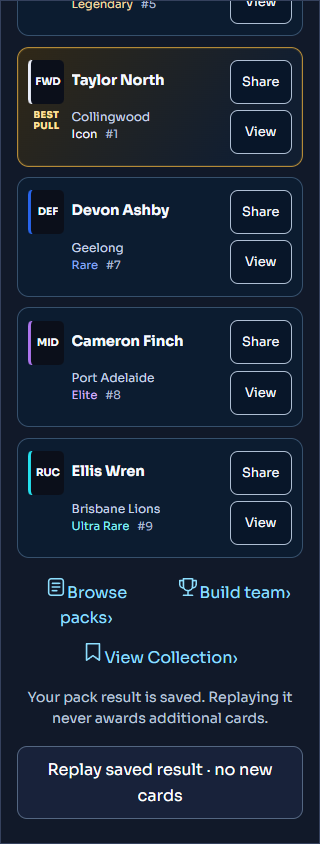 Legendary #5
View
FWD
Taylor North
Share
BEST
PULL
Collingwood
Icon #1
View
DEF
Devon Ashby
Share
Geelong
Rare #7
View
MID
Cameron Finch
Share
Port Adelaide
Elite #8
View
RUC
Ellis Wren
Share
Brisbane Lions
Ultra Rare #9
View
Browse
packs›
Build team›
View Collection›
Your pack result is saved. Replaying it
never awards additional cards.
Replay saved result · no new
cards